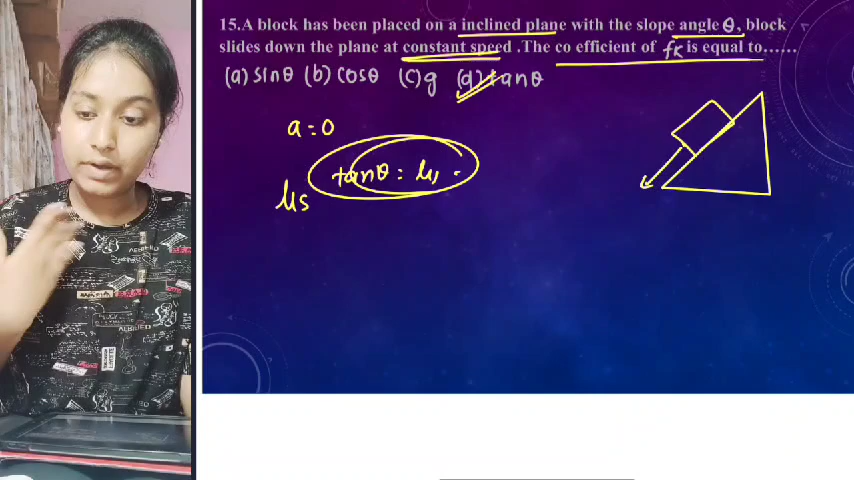 15.A block has been placed on a inclined plane with the slope angle θ, block
slides down the plane at constant speed .The co efficient of fK is equal to......
(a) sinθ (b) cosθ (c) g (d) tanθ
a = 0
tanθ =
μs